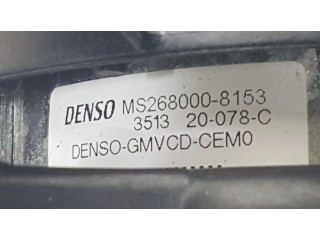 DENSO MS268000-8153
3513 20-078-C
DENSO-GMVCD-CEM0